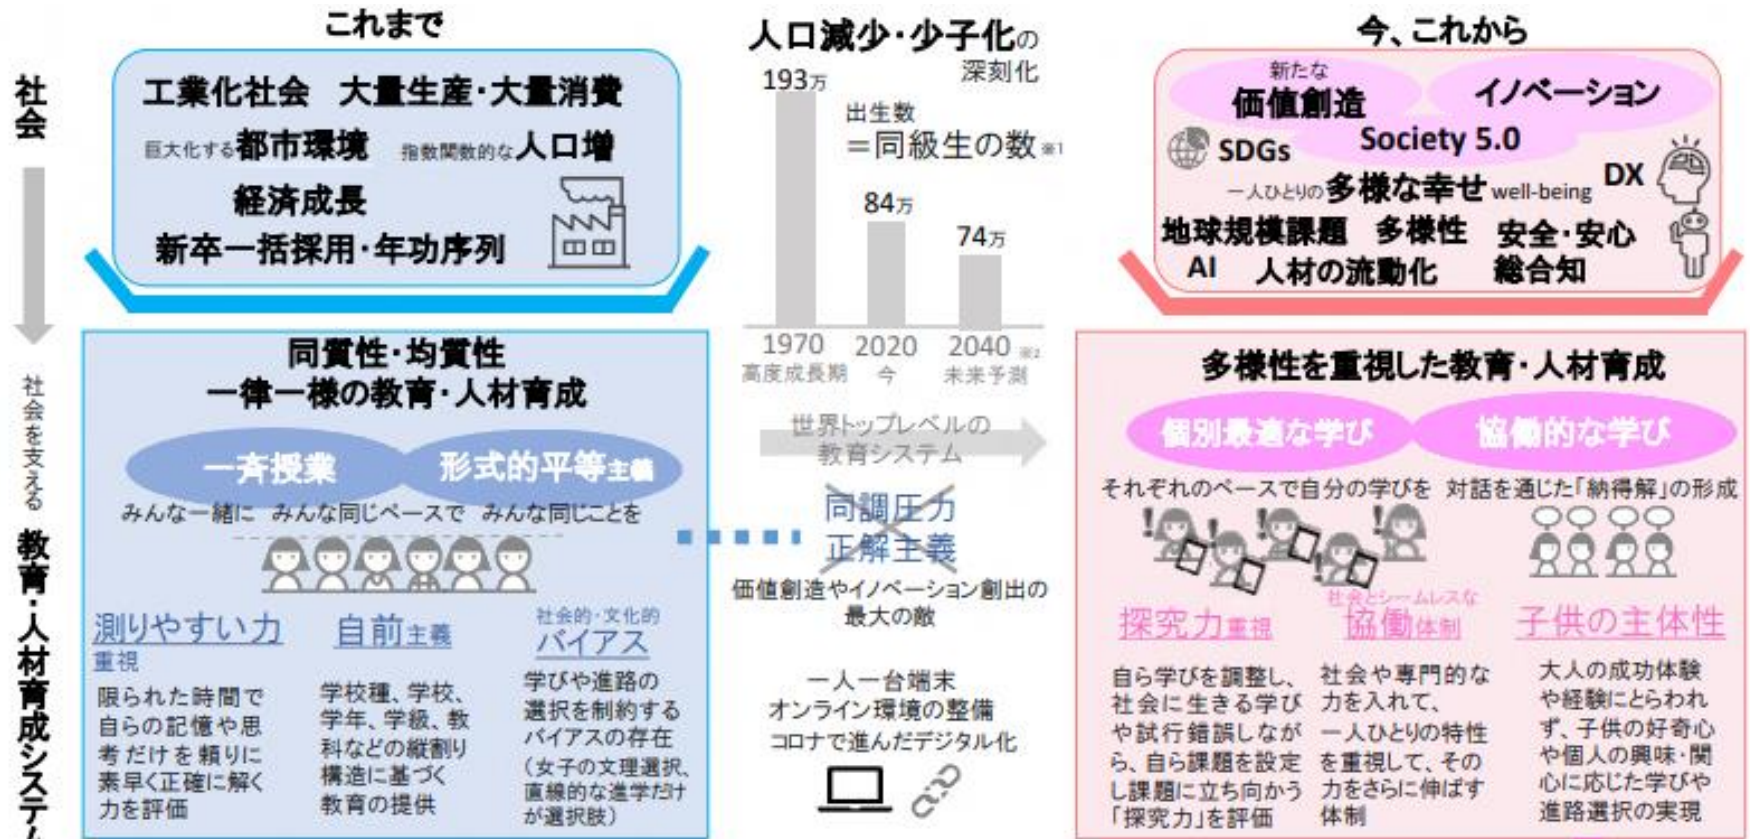 これまで
社会
工業化社会 大量生産・大量消費
巨大化する都市環境 指数関数的な人口増
経済成長
新卒一括採用・年功序列
人口減少・少子化の
深刻化
193万
出生数
=同級生の数※1
84万
74万
1970 2020 2040 ※2
高度成長期 今 未来予測
今、これから
新たな
価値創造
イノベーション
Society 5.0
SDGs
DX
一人ひとりの多様な幸せ well-being
地球規模課題 多様性 安全・安心
AI 人材の流動化 総合知
社会を支える 教育・人材育成システム
同質性・均質性
一律一様の教育・人材育成
一斉授業
形式的平等主義
みんな一緒に みんな同じペースで みんな同じことを
測りやすい力
重視
限られた時間で
自らの記憶や思
考だけを頼りに
素早く正確に解く
力を評価
自前主義
学校種、学校、
学年、学級、教
科などの縦割り
構造に基づく
教育の提供
社会的・文化的
バイアス
学びや進路の
選択を制約する
バイアスの存在
(女子の文理選択、
直線的な進学だけ
が選択肢)
世界トップレベルの
教育システム
同調圧力
正解主義
価値創造やイノベーション創出の
最大の敵
一人一台端末
オンライン環境の整備
コロナで進んだデジタル化
多様性を重視した教育・人材育成
個別最適な学び
協働的な学び
それぞれのペースで自分の学びを 対話を通じた「納得解」の形成
探究力重視
自ら学びを調整し、
社会に生きる学び
や試行錯誤しなが
ら、自ら課題を設定
し課題に立ち向かう
「探究力」を評価
社会とシームレスな
協働体制
社会や専門的な
力を入れて、
一人ひとりの特性
を重視して、その
力をさらに伸ばす
体制
子供の主体性
大人の成功体験
や経験にとらわれ
ず、子供の好奇心
や個人の興味・関
心に応じた学びや
進路選択の実現